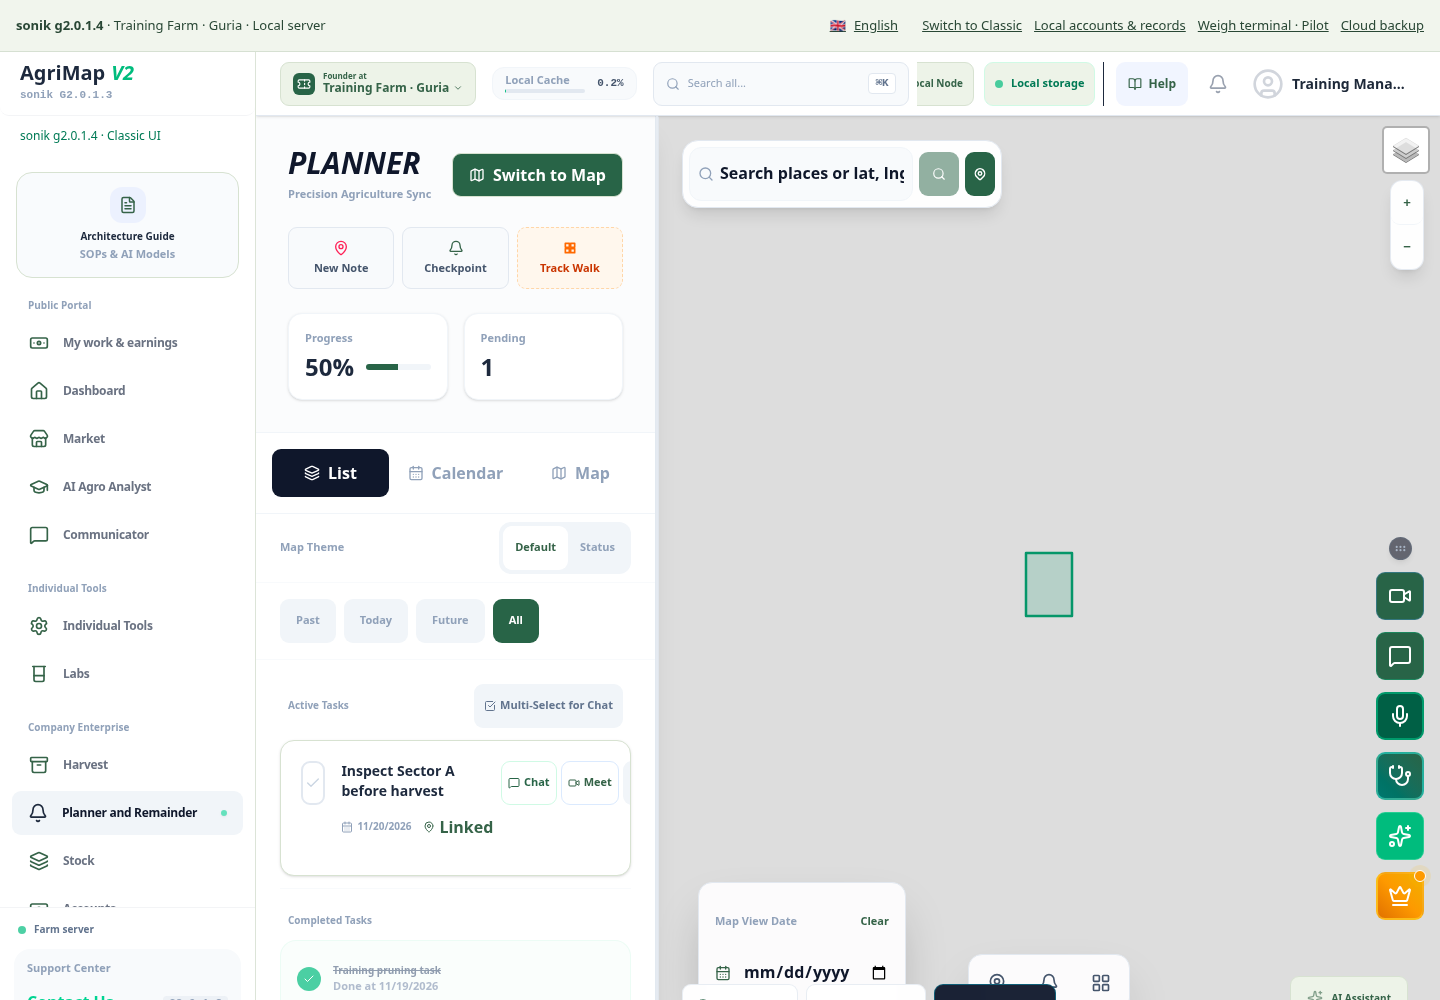 sonik g2.0.1.4 · Training Farm · Guria · Local server
English
Switch to Classic
Local accounts & records
Weigh terminal · Pilot
Cloud backup
AgriMap V2
sonik G2.0.1.3
sonik g2.0.1.4 · Classic UI
Architecture Guide
SOPs & AI Models
Public Portal
My work & earnings
Dashboard
Market
AI Agro Analyst
Communicator
Individual Tools
Individual Tools
Labs
Company Enterprise
Harvest
Planner and Remainder
Stock
Farm server
Support Center
Contact Us
Founder at
Training Farm · Guria
Local Cache
0.2%
Search all...
⌘K
ocal Node
Local storage
Help
Training Mana...
PLANNER
Precision Agriculture Sync
Switch to Map
New Note
Checkpoint
Track Walk
Progress
50%
Pending
1
List
Calendar
Map
Map Theme
Default
Status
Past
Today
Future
All
Active Tasks
Multi-Select for Chat
Inspect Sector A
before harvest
Chat
Meet
11/20/2026
Linked
Completed Tasks
Training pruning task
Done at 11/19/2026
Search places or lat, lng
+
−
Map View Date
Clear
mm/dd/yyyy
AI Assistant